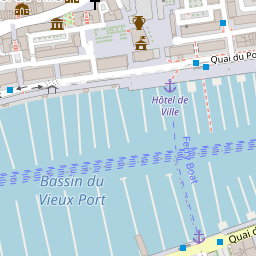 Quai du Po
Hôtel de
Ville
Ferry Boat
Bassin du
Vieux Port
Quai d